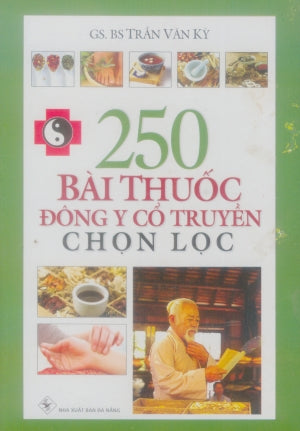 GS. BS TRẦN VĂN KỲ
250
BÀI THUỐC
ĐÔNG Y CỔ TRUYỀN
CHỌN LỌC
NHÀ XUẤT BẢN ĐÀ NẴNG